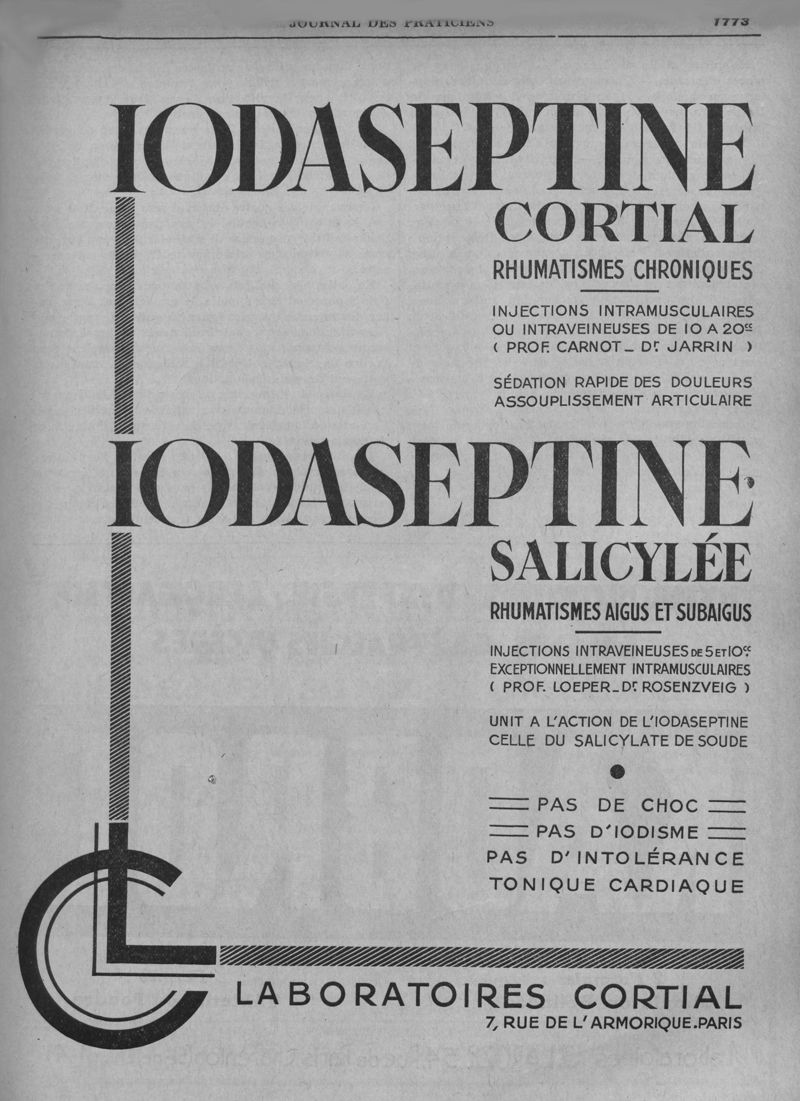 JOURNAL DES PRATICIENS 1773
IODASEPTINE
CORTIAL
RHUMATISMES CHRONIQUES
INJECTIONS INTRAMUSCULAIRES
OU INTRAVEINEUSES DE 10 A 20cc
( PROF. CARNOT _ Dr. JARRIN )
SÉDATION RAPIDE DES DOULEURS
ASSOUPLISSEMENT ARTICULAIRE
IODASEPTINE
SALICYLÉE
RHUMATISMES AIGUS ET SUBAIGUS
INJECTIONS INTRAVEINEUSES DE 5 ET 10cc.
EXCEPTIONNELLEMENT INTRAMUSCULAIRES
( PROF. LOEPER _ Dr. ROSENZVEIG )
UNIT A L'ACTION DE L'IODASEPTINE
CELLE DU SALICYLATE DE SOUDE
PAS DE CHOC
PAS D'IODISME
PAS D'INTOLÉRANCE
TONIQUE CARDIAQUE
CL
LABORATOIRES CORTIAL
7, RUE DE L'ARMORIQUE.PARIS